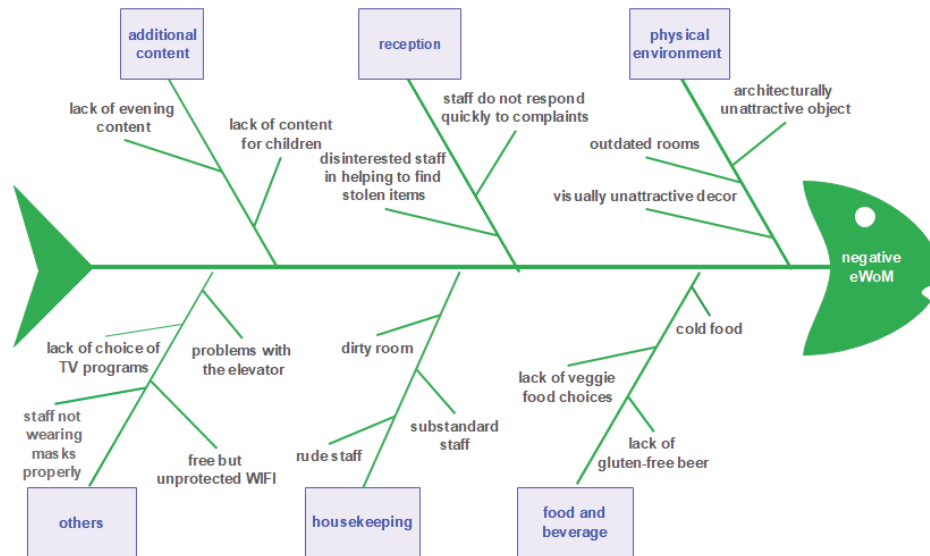 additional
content
reception
physical
environment
lack of evening
content
lack of content
for children
staff do not respond
quickly to complaints
disinterested staff
in helping to find
stolen items
architecturally
unattractive object
outdated rooms
visually unattractive decor
negative
eWoM
lack of choice of
TV programs
problems with
the elevator
staff not
wearing
masks
properly
free but
unprotected WIFI
dirty room
substandard
staff
rude staff
cold food
lack of veggie
food choices
lack of
gluten-free beer
others
housekeeping
food and
beverage